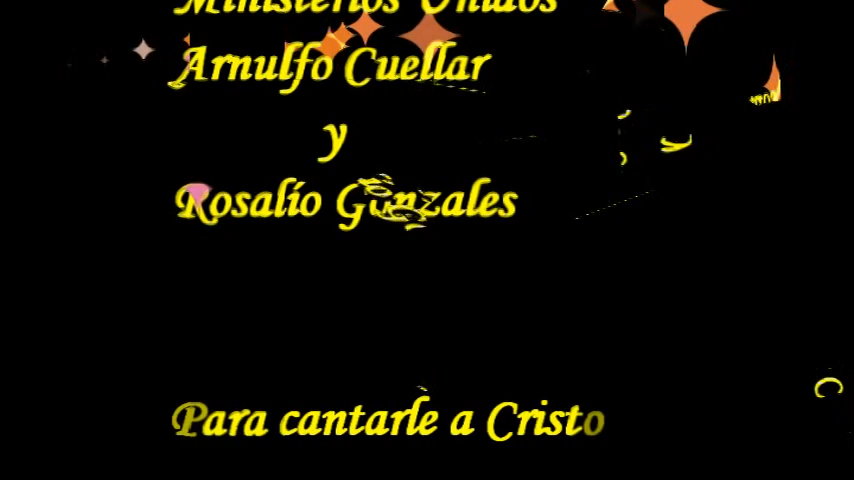 Ministerios Unidos
Arnulfo Cuellar
y
Rosalío Gonzales
Para cantarle a Cristo